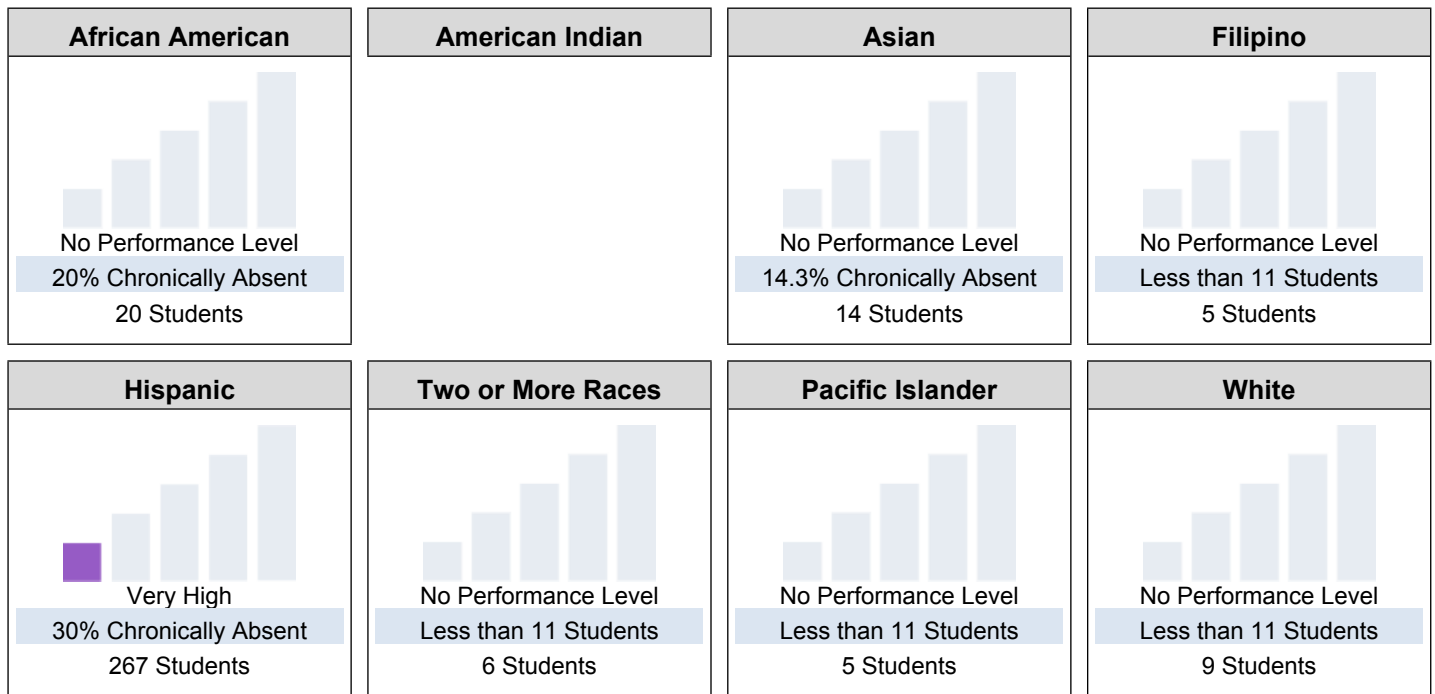 African American
No Performance Level
20% Chronically Absent
20 Students
American Indian
Asian
No Performance Level
14.3% Chronically Absent
14 Students
Filipino
No Performance Level
Less than 11 Students
5 Students
Hispanic
Very High
30% Chronically Absent
267 Students
Two or More Races
No Performance Level
Less than 11 Students
6 Students
Pacific Islander
No Performance Level
Less than 11 Students
5 Students
White
No Performance Level
Less than 11 Students
9 Students